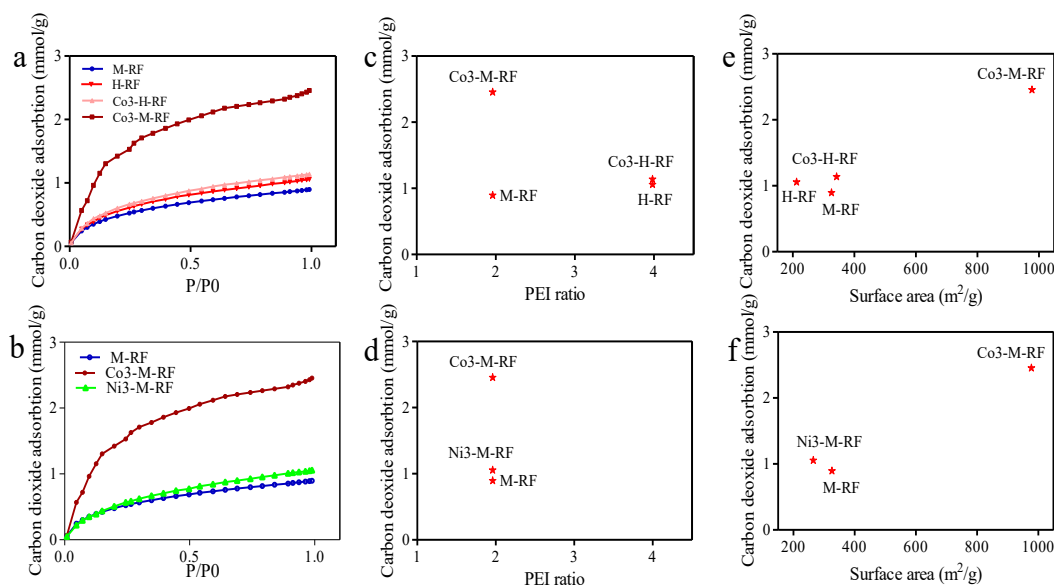 a
Carbon deoxide adsorbtion (mmol/g)
3
2
1
0
M-RF
H-RF
Co3-H-RF
Co3-M-RF
0.0
0.5
1.0
P/P0
c
Carbon deoxide adsorbtion (mmol/g)
3
2
1
0
Co3-M-RF
M-RF
Co3-H-RF
H-RF
1
2
3
4
PEI ratio
e
Carbon deoxide adsorbtion (mmol/g)
3
2
1
0
Co3-M-RF
Co3-H-RF
H-RF
M-RF
200
400
600
800
1000
Surface area (m²/g)
b
Carbon dioxide adsorbtion (mmol/g)
3
2
1
0
M-RF
Co3-M-RF
Ni3-M-RF
0.0
0.5
1.0
P/P0
d
Carbon deoxide adsorbtion (mmol/g)
3
2
1
0
Co3-M-RF
Ni3-M-RF
M-RF
1
2
3
4
PEI ratio
f
Carbon deoxide adsorbtion (mmol/g)
3
2
1
0
Co3-M-RF
Ni3-M-RF
M-RF
200
400
600
800
1000
Surface area (m²/g)